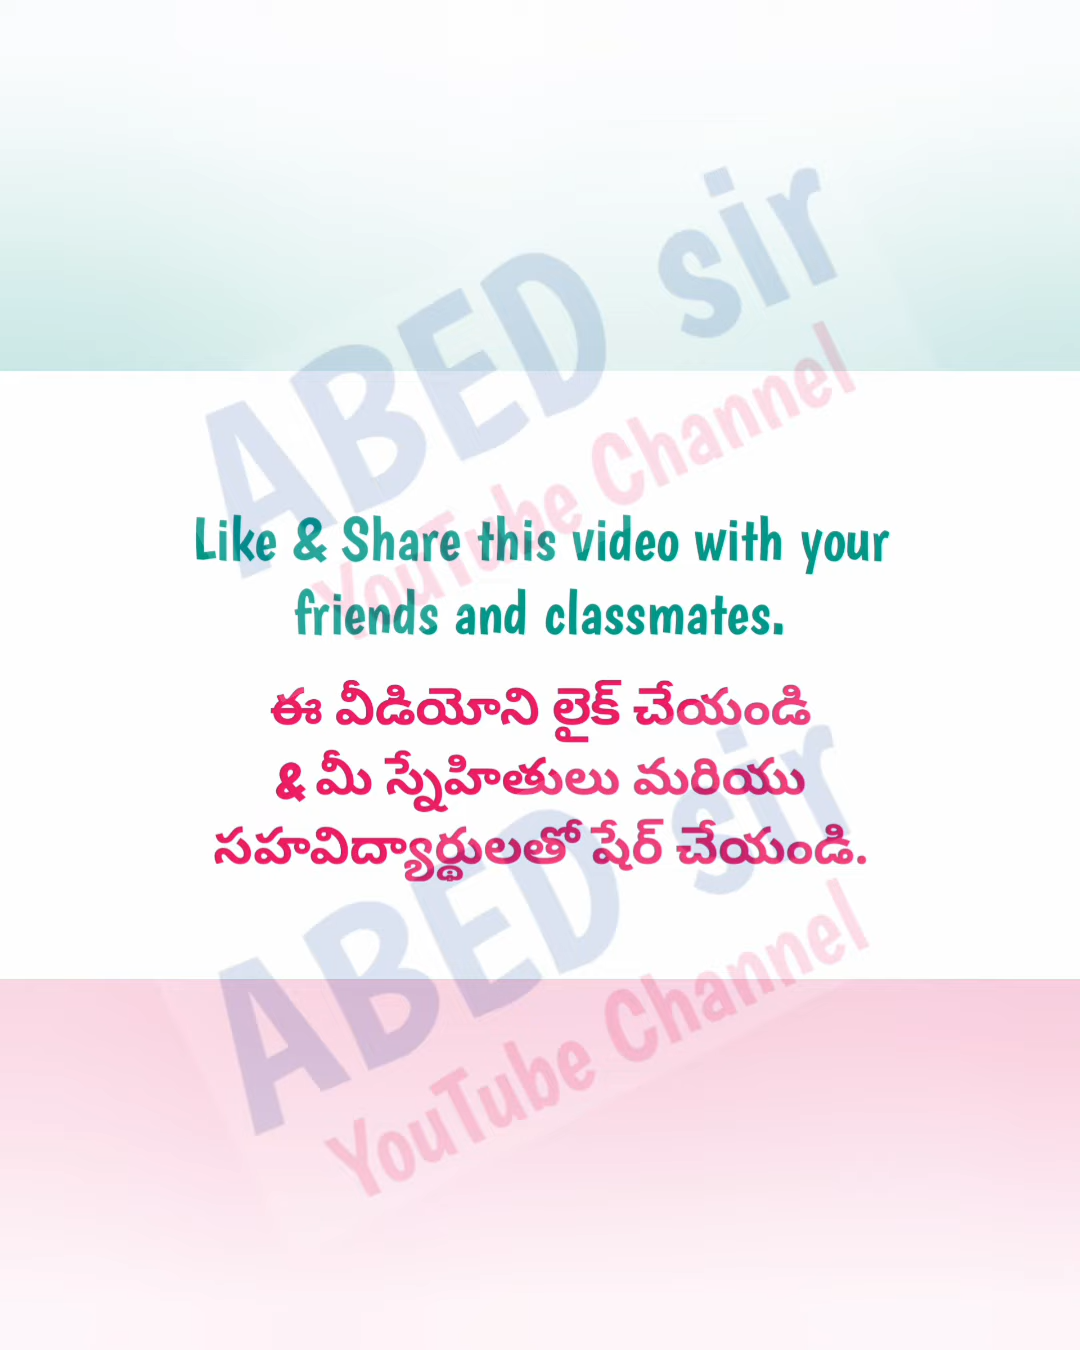 ABED sir
YouTube Channel
Like & Share this video with your
friends and classmates.
ఈ వీడియోని లైక్ చేయండి
& మీ స్నేహితులు మరియు
సహవిద్యార్థులతో షేర్ చేయండి.
ABED sir
YouTube Channel